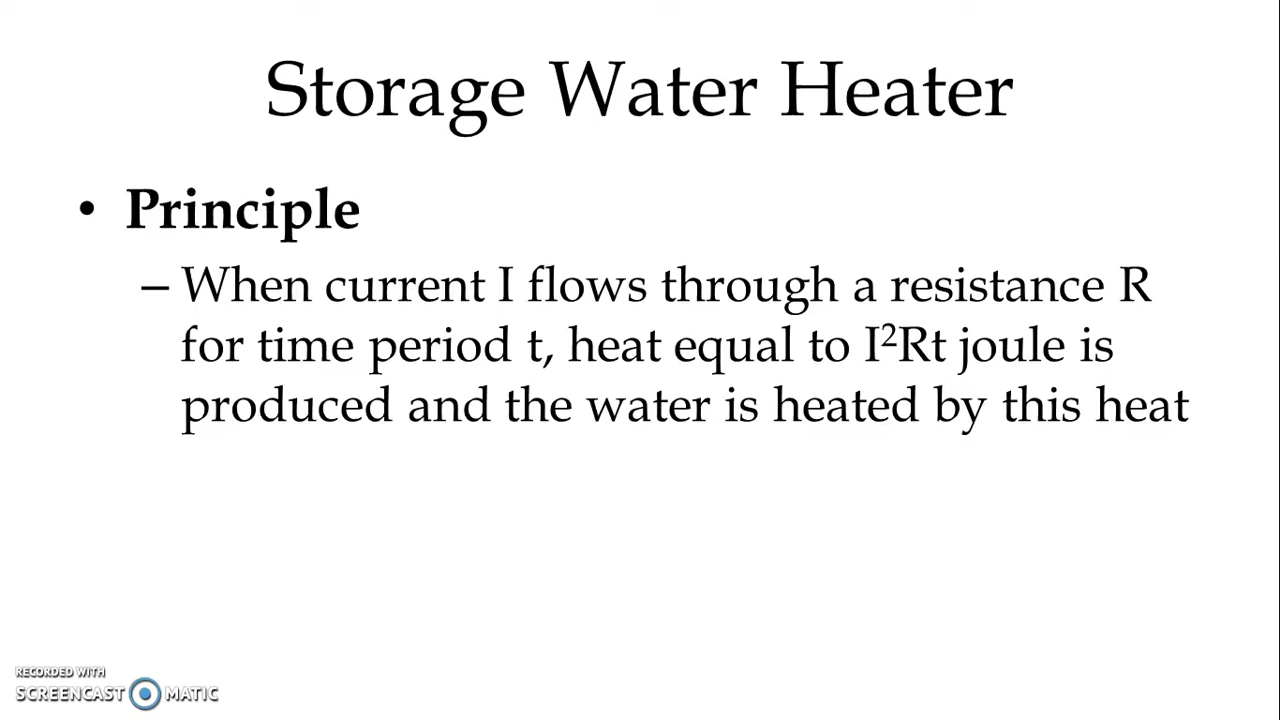 Storage Water Heater
• Principle
– When current I flows through a resistance R
for time period t, heat equal to I²Rt joule is
produced and the water is heated by this heat
RECORDED WITH
SCREENCAST MATIC